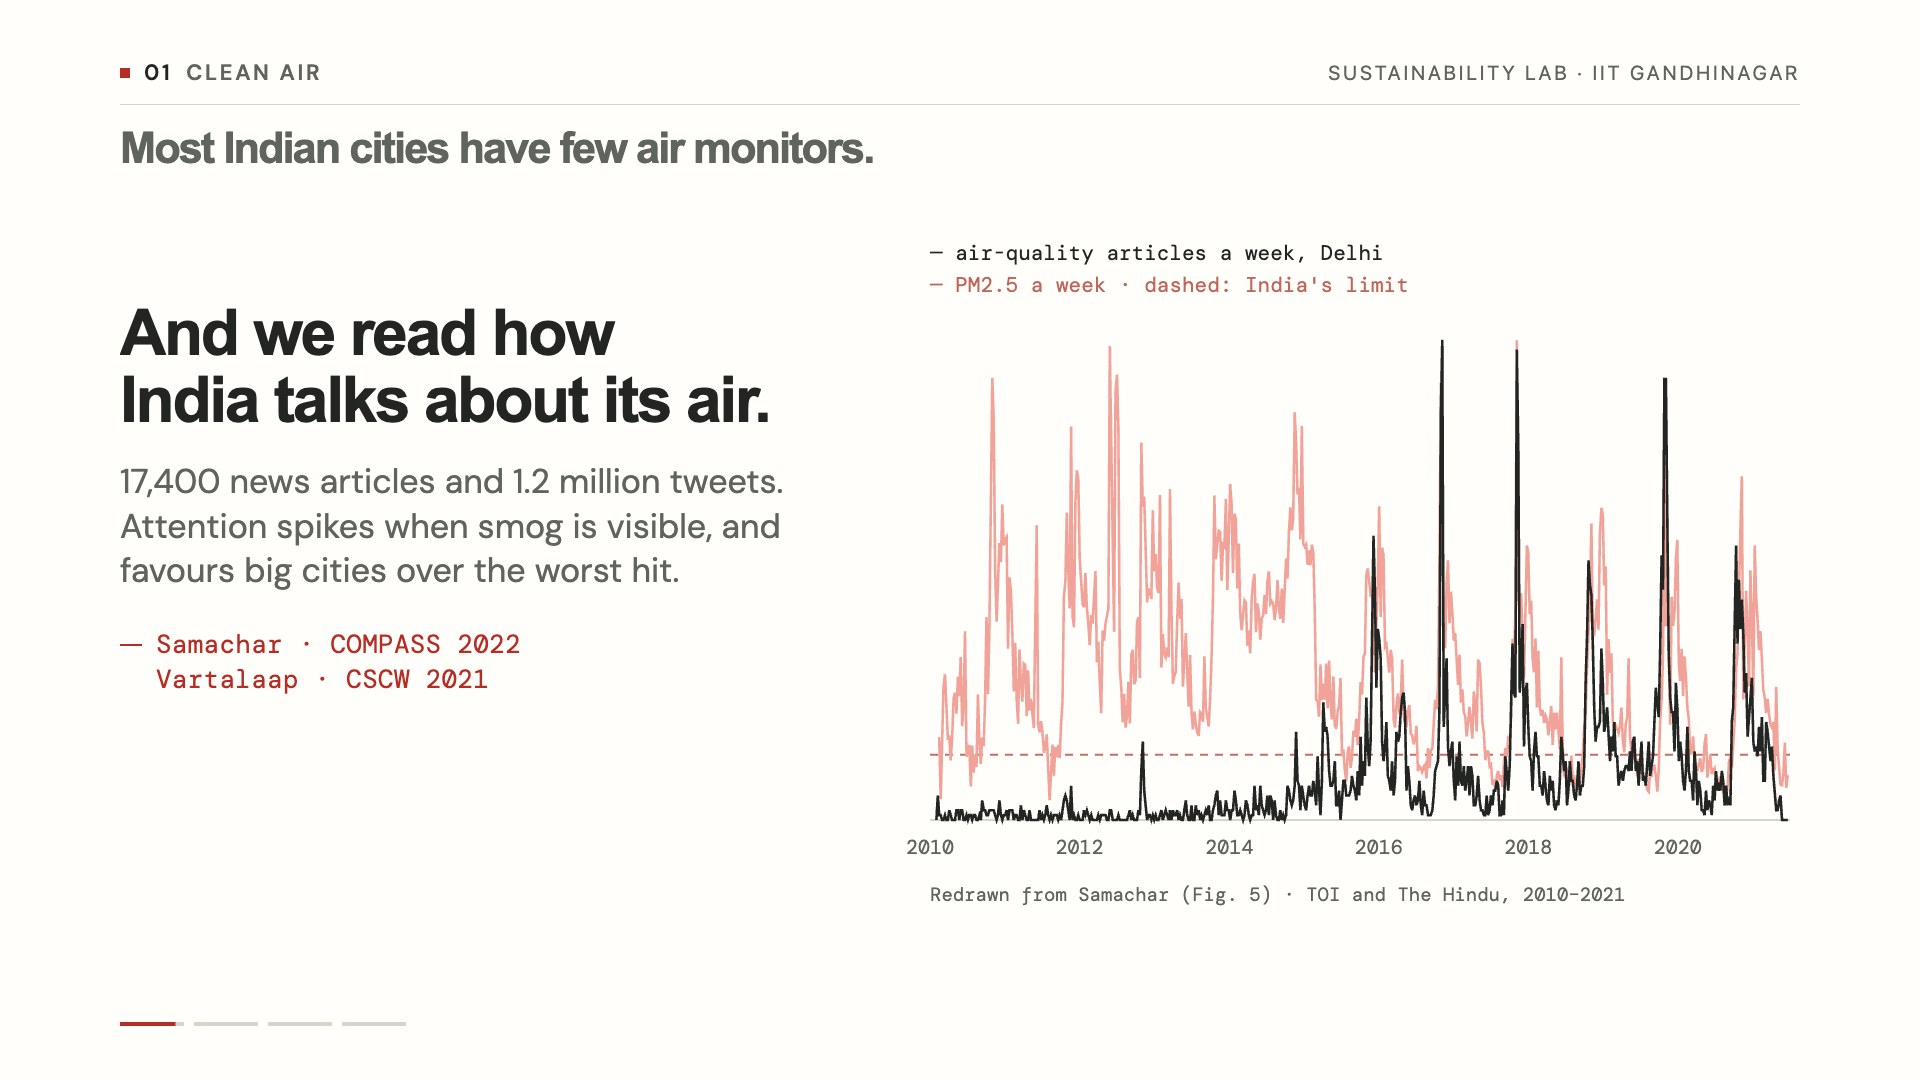 01 CLEAN AIR
SUSTAINABILITY LAB · IIT GANDHINAGAR
Most Indian cities have few air monitors.
And we read how
India talks about its air.
17,400 news articles and 1.2 million tweets.
Attention spikes when smog is visible, and
favours big cities over the worst hit.
— Samachar · COMPASS 2022
Vartalaap · CSCW 2021
— air-quality articles a week, Delhi
— PM2.5 a week · dashed: India's limit
2010 2012 2014 2016 2018 2020
Redrawn from Samachar (Fig. 5) · TOI and The Hindu, 2010–2021